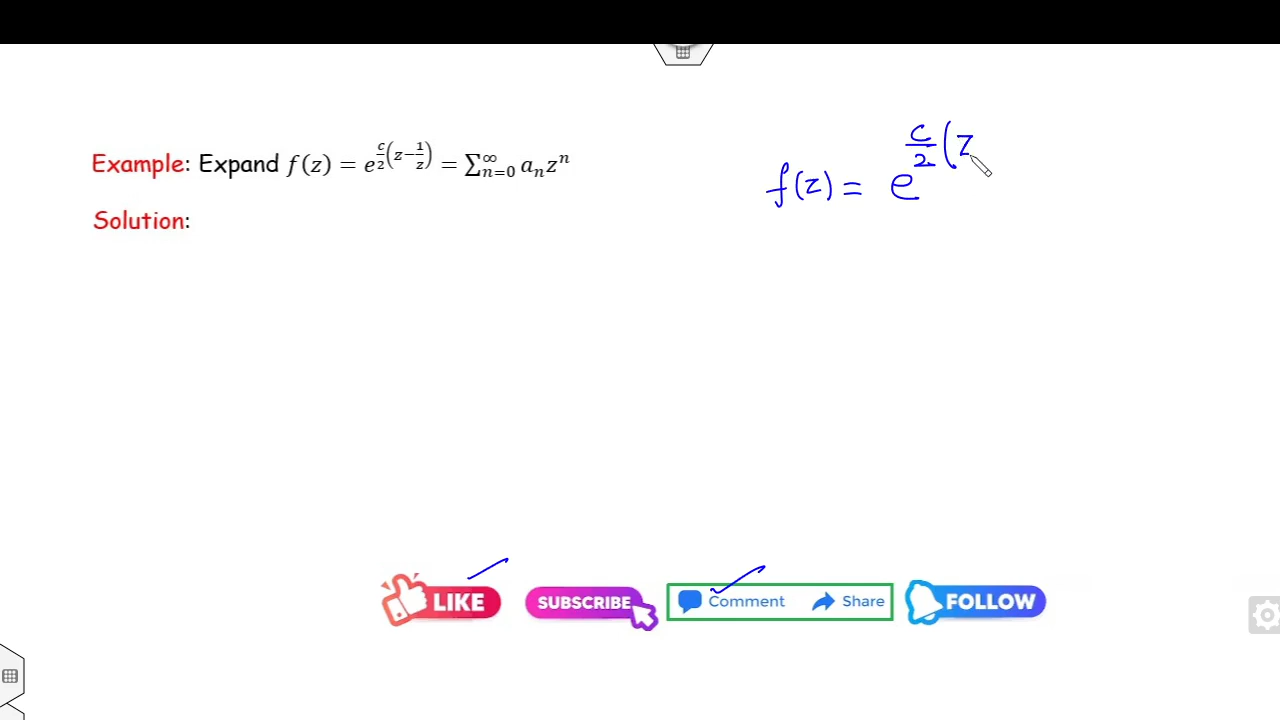 Example: Expand f(z) = e^{\frac{c}{2}(z-\frac{1}{z})} = \sum_{n=0}^{\infty} a_n z^n
f(z) = e^{\frac{c}{2}(z
Solution:
LIKE SUBSCRIBE Comment Share FOLLOW